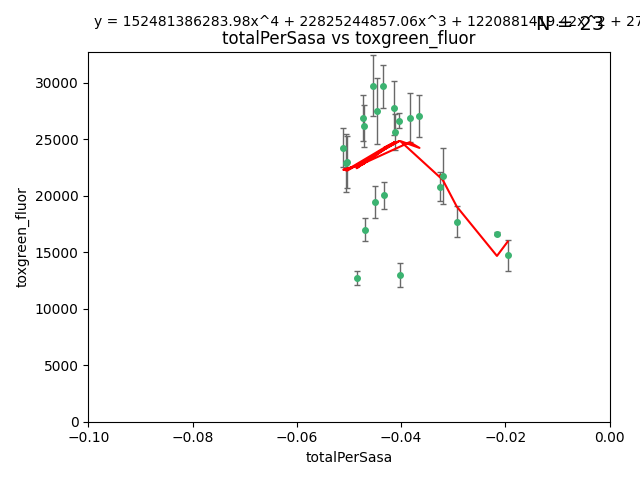 y = 152481386283.98x^4 + 22825244857.06x^3 + 1220881419.42x^2 + 27
N = 23
totalPerSasa vs toxgreen_fluor
30000
25000
20000
15000
10000
5000
0
toxgreen_fluor
−0.10 −0.08 −0.06 −0.04 −0.02 0.00
totalPerSasa